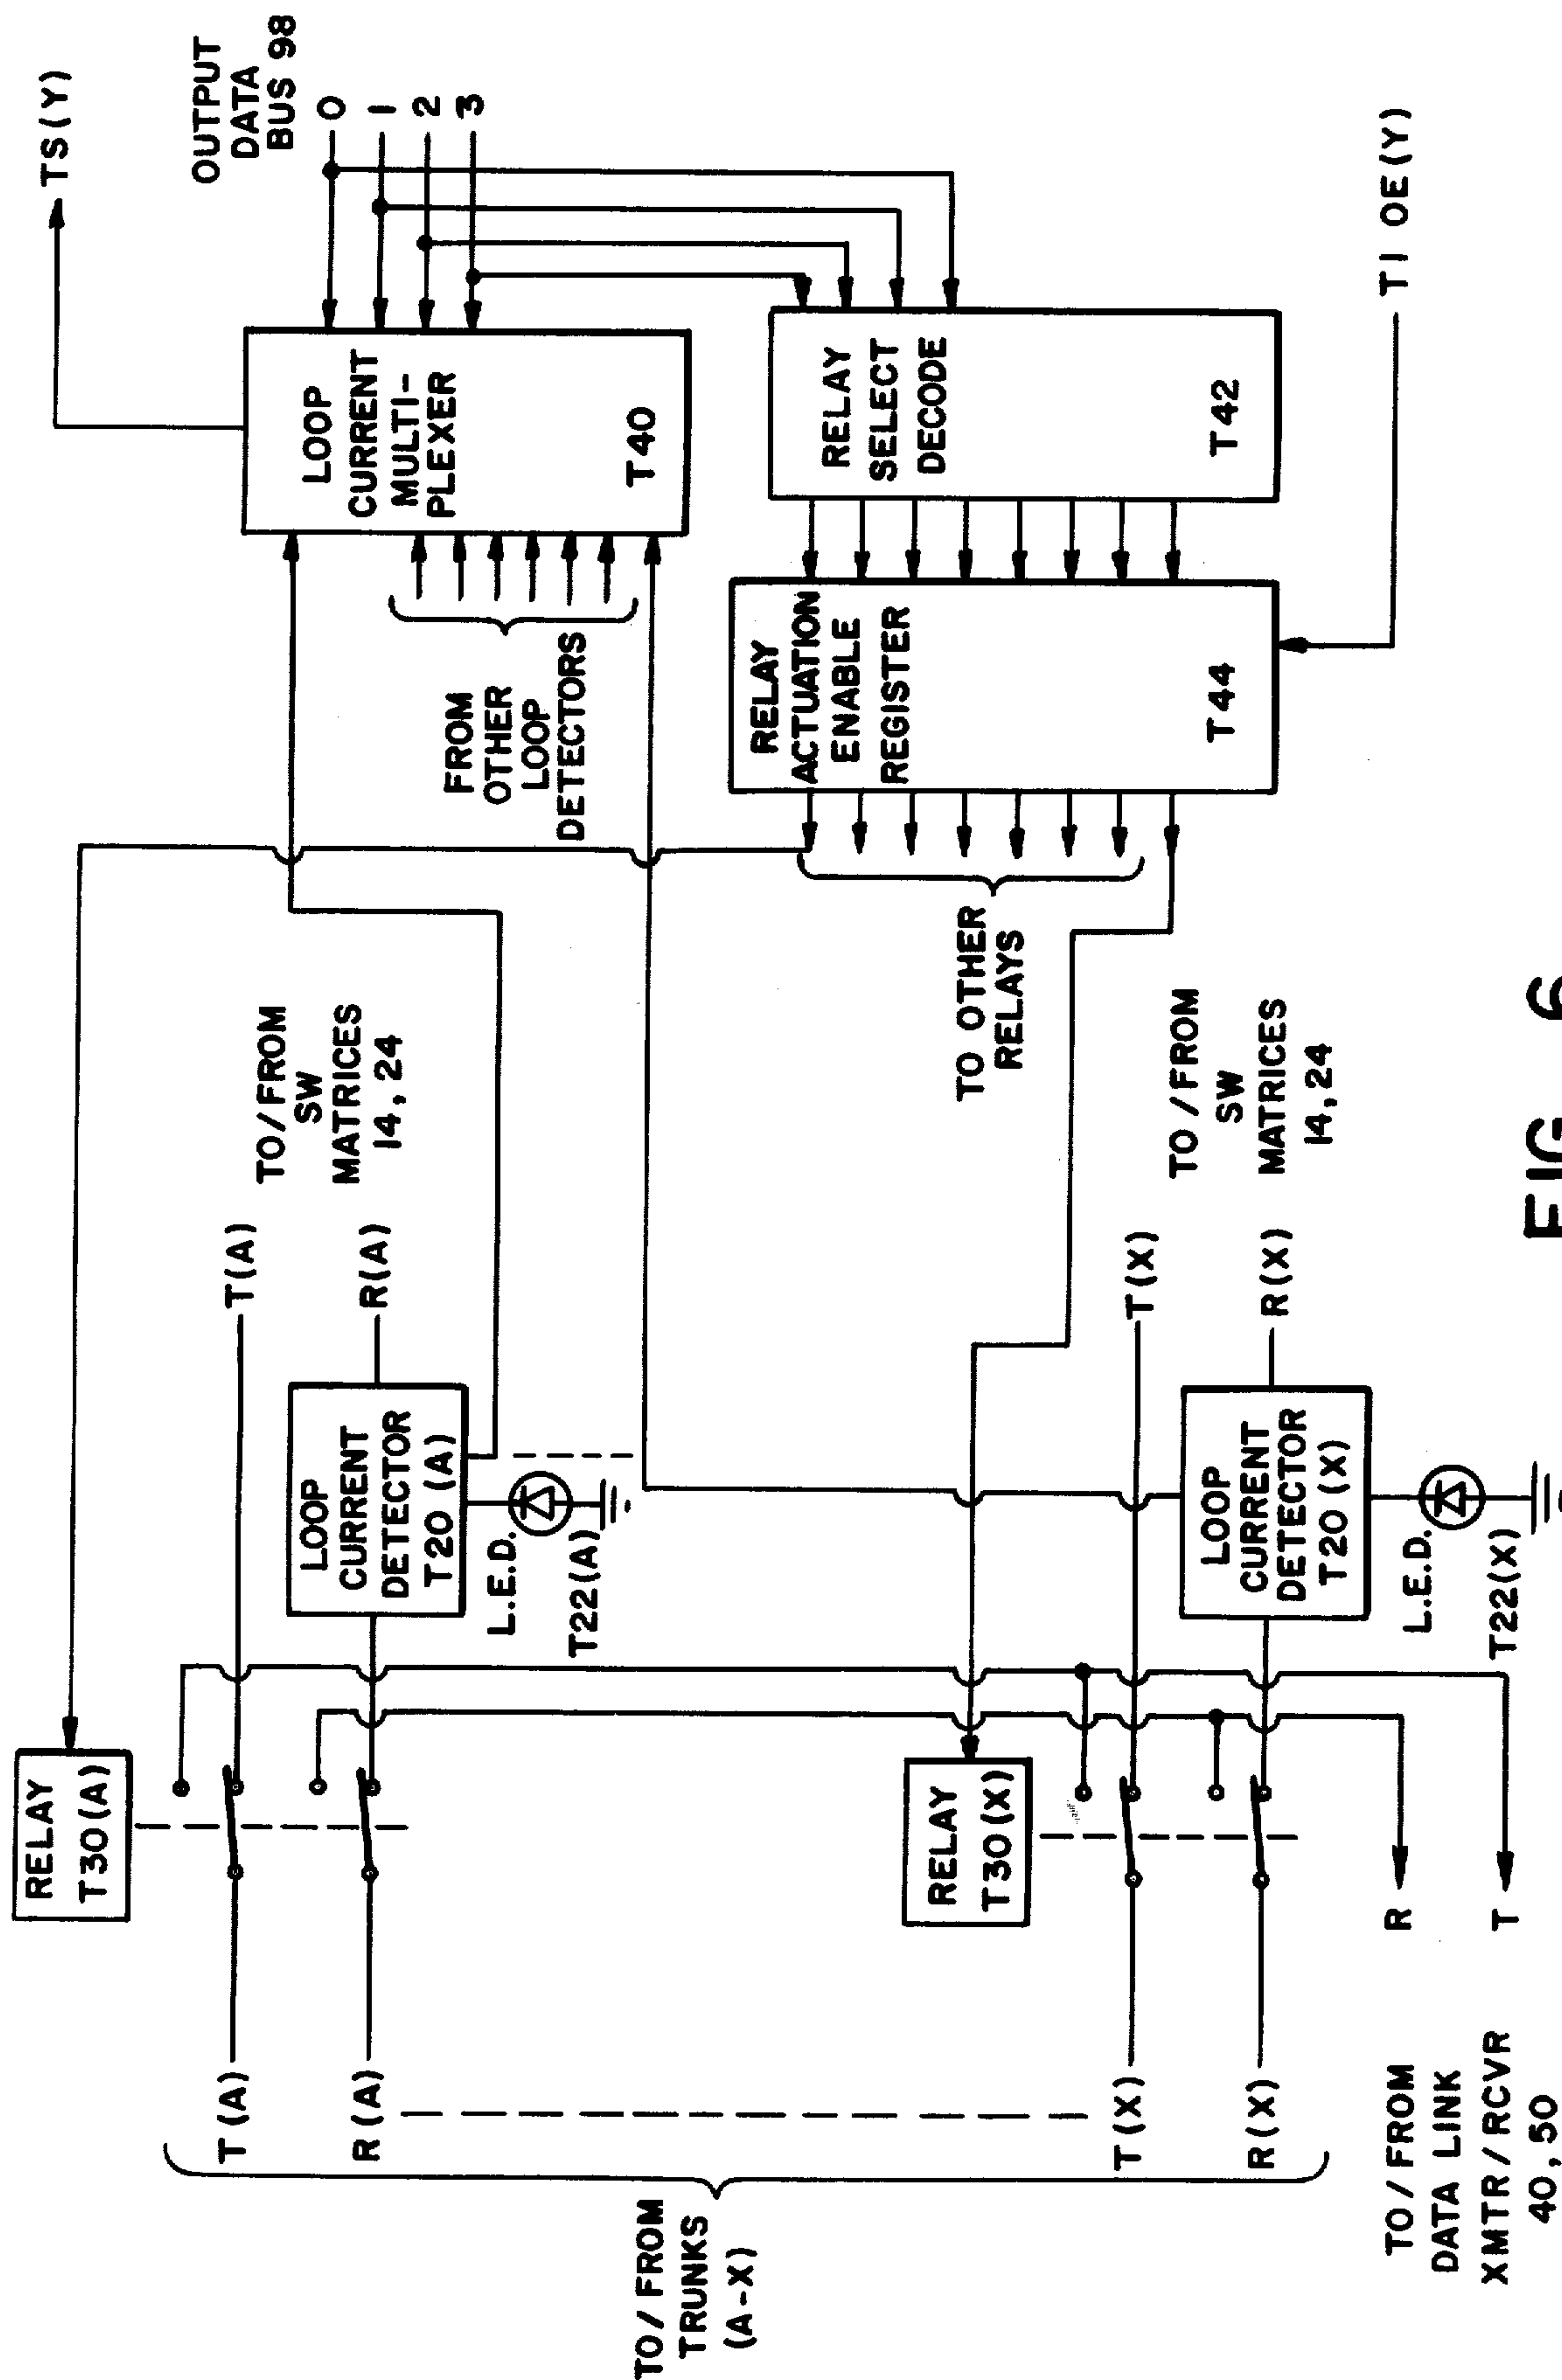 RELAY
T30(A)
T(A)
R(A)
TO/FROM
TRUNKS
(A-X)
T(X)
R(X)
TO/FROM
DATA LINK
XMTR/RCVR
40,50
R
T
RELAY
T30(X)
LOOP
CURRENT
DETECTOR
T20 (A)
L.E.D.
T22(A)
LOOP
CURRENT
DETECTOR
T20 (X)
L.E.D.
T22(X)
T(A)
R(A)
TO/FROM
SW
MATRICES
14,24
T(X)
R(X)
TO/FROM
SW
MATRICES
14,24
FROM
OTHER
LOOP
DETECTORS
TO OTHER
RELAYS
RELAY
ACTUATION
ENABLE
REGISTER
T44
LOOP
CURRENT
MULTI-
PLEXER
T40
RELAY
SELECT
DECODE
T42
TS(Y)
OUTPUT
DATA
BUS 98
0
1
2
3
T1 OE(Y)
FIG 6